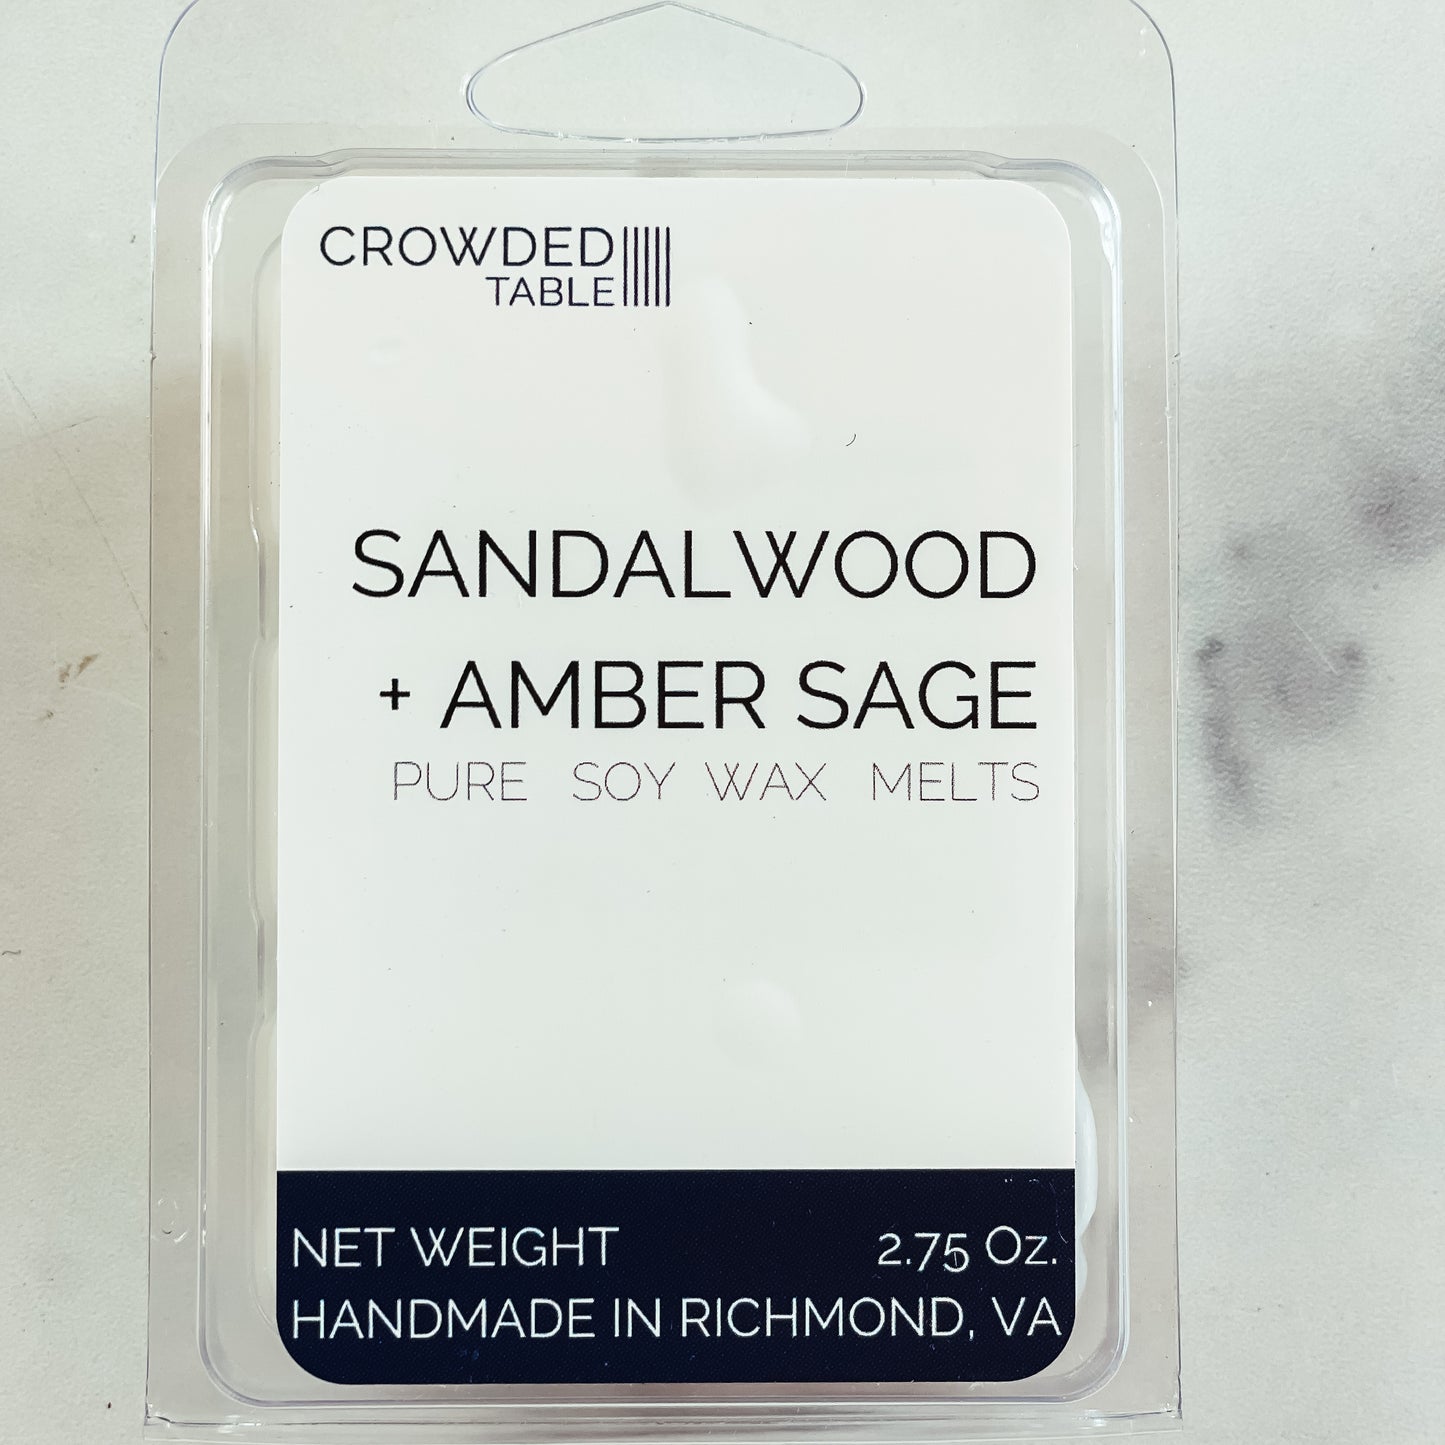 CROWDED
TABLE
SANDALWOOD
+ AMBER SAGE
PURE SOY WAX MELTS
NET WEIGHT 2.75 Oz.
HANDMADE IN RICHMOND, VA